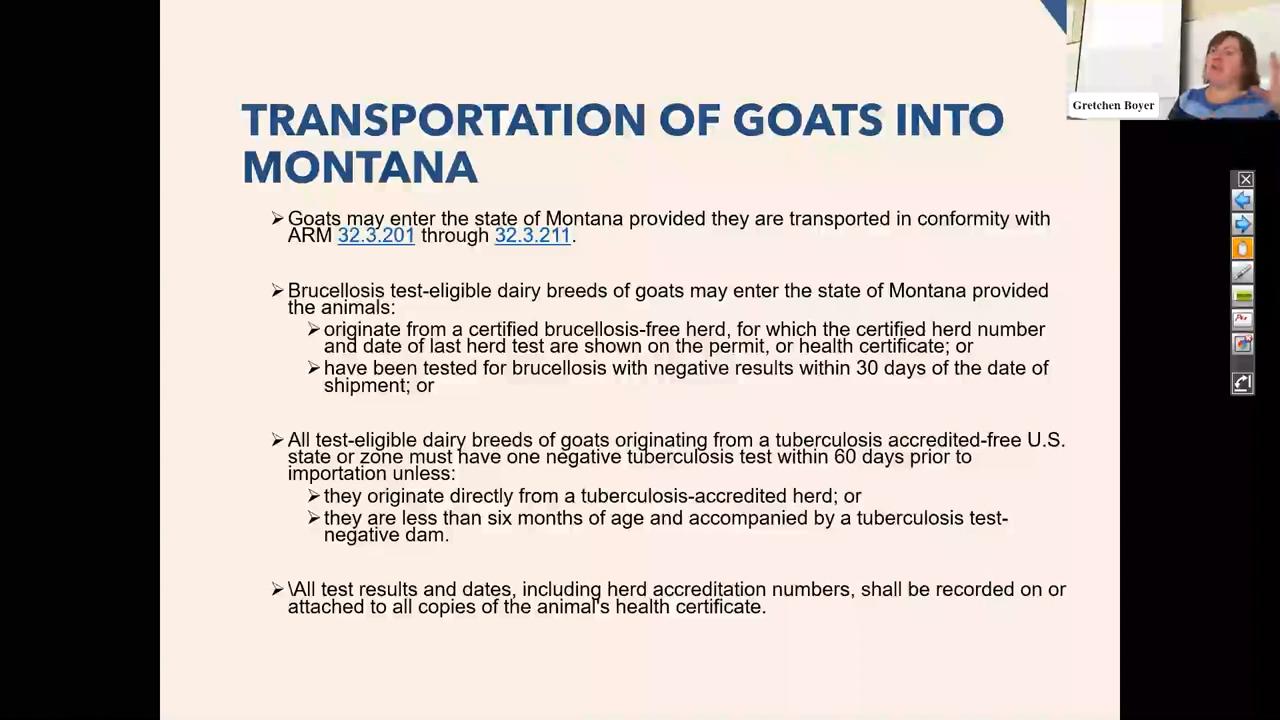 Gretchen Boyer
TRANSPORTATION OF GOATS INTO
MONTANA
➢Goats may enter the state of Montana provided they are transported in conformity with
ARM 32.3.201 through 32.3.211.
➢Brucellosis test-eligible dairy breeds of goats may enter the state of Montana provided
the animals:
➢originate from a certified brucellosis-free herd, for which the certified herd number
and date of last herd test are shown on the permit, or health certificate; or
➢have been tested for brucellosis with negative results within 30 days of the date of
shipment; or
➢All test-eligible dairy breeds of goats originating from a tuberculosis accredited-free U.S.
state or zone must have one negative tuberculosis test within 60 days prior to
importation unless:
➢they originate directly from a tuberculosis-accredited herd; or
➢they are less than six months of age and accompanied by a tuberculosis test-
negative dam.
➢\All test results and dates, including herd accreditation numbers, shall be recorded on or
attached to all copies of the animal's health certificate.